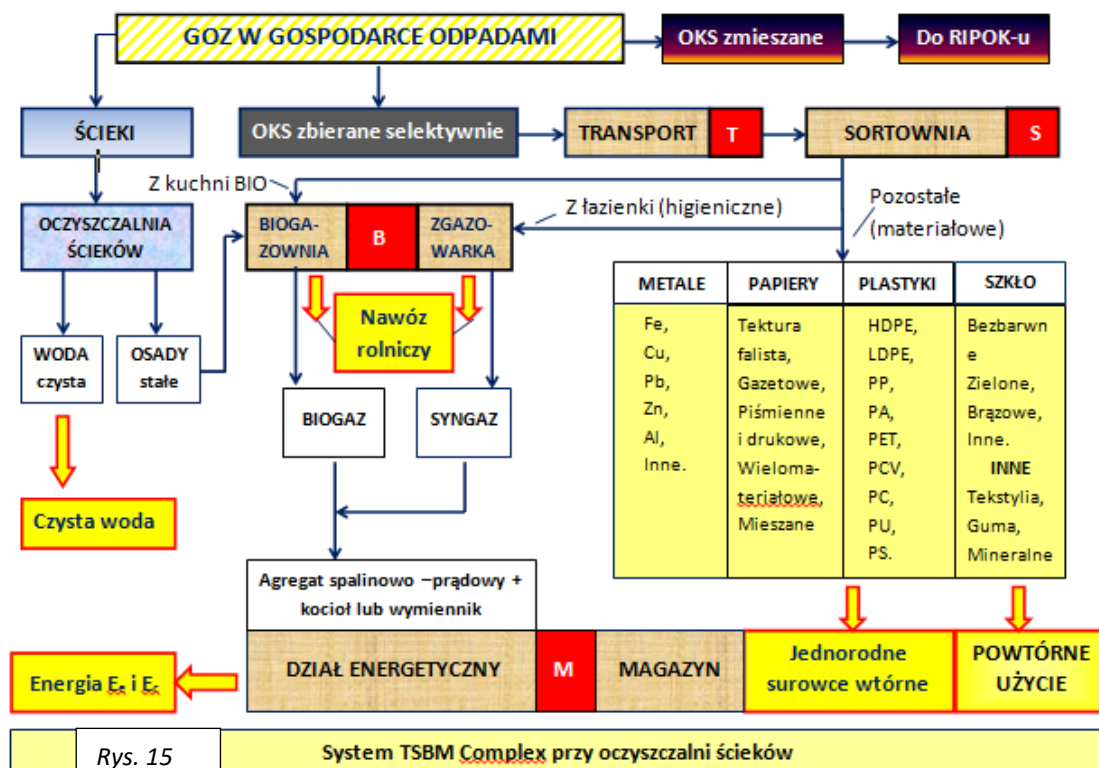 GOZ W GOSPODARCE ODPADAMI
OKS zmieszane
Do RIPOK-u
ŚCIEKI
OKS zbierane selektywnie
TRANSPORT
T
SORTOWNIA
S
Z kuchni BIO
Z łazienki (higieniczne)
Pozostałe
(materiałowe)
OCZYSZCZALNIA
ŚCIEKÓW
BIOGA-
ZOWNIA
B
ZGAZO-
WARKA
Nawóz
rolniczy
WODA
czysta
OSADY
stałe
BIOGAZ
SYNGAZ
METALE
Fe,
Cu,
Pb,
Zn,
Al,
Inne.
PAPIERY
Tektura
falista,
Gazetowe,
Piśmienne
i drukowe,
Wieloma-
teriałowe,
Mieszane
PLASTYKI
HDPE,
LDPE,
PP,
PA,
PET,
PCV,
PC,
PU,
PS.
SZKŁO
Bezbarwn
e
Zielone,
Brązowe,
Inne.
INNE
Tekstylia,
Guma,
Mineralne
Czysta woda
Agregat spalinowo –prądowy +
kocioł lub wymiennik
Energia Ee i Ec
DZIAŁ ENERGETYCZNY
M
MAGAZYN
Jednorodne
surowce wtórne
POWTÓRNE
UŻYCIE
Rys. 15
System TSBM Complex przy oczyszczalni ścieków